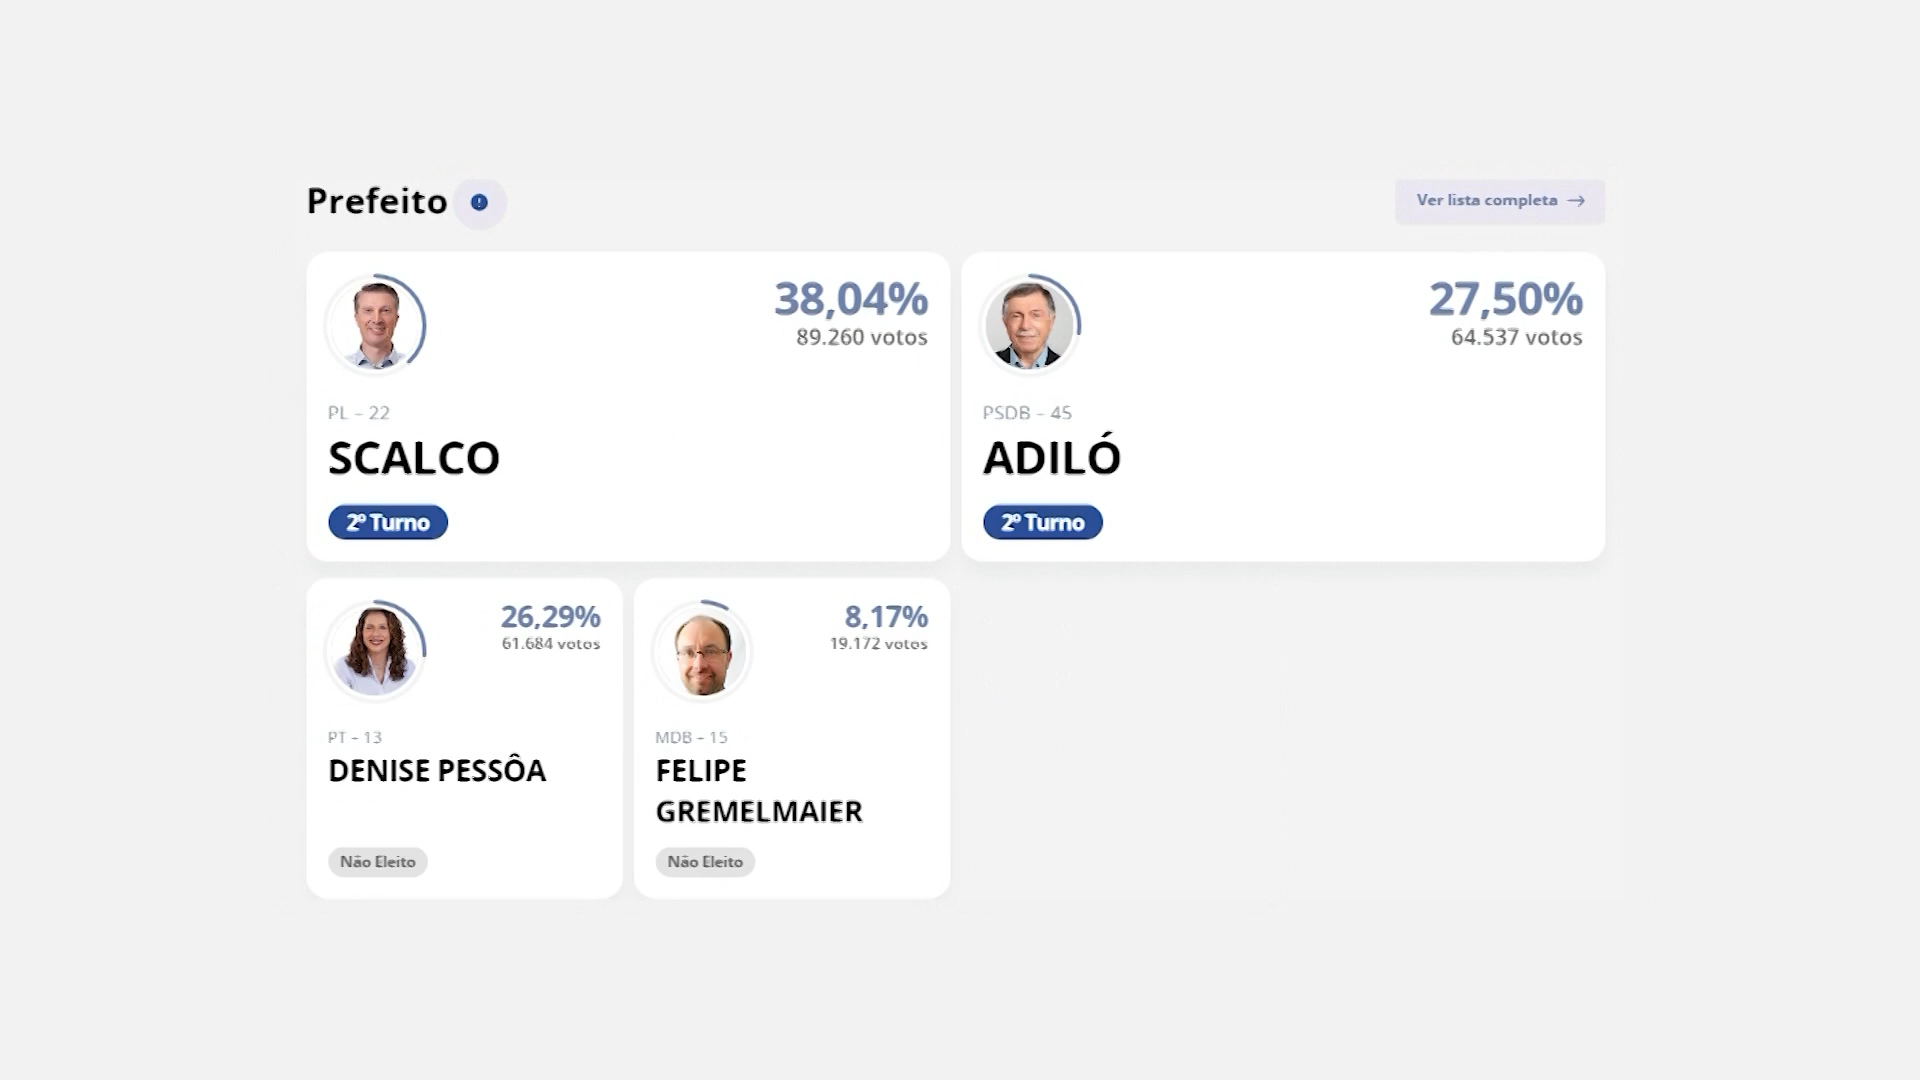 Prefeito
Ver lista completa →
38,04%
89.260 votos
PL – 22
SCALCO
2º Turno
27,50%
64.537 votos
PSDB – 45
ADILÓ
2º Turno
26,29%
61.684 votos
PT – 13
DENISE PESSÔA
Não Eleito
8,17%
19.172 votos
MDB – 15
FELIPE
GREMELMAIER
Não Eleito